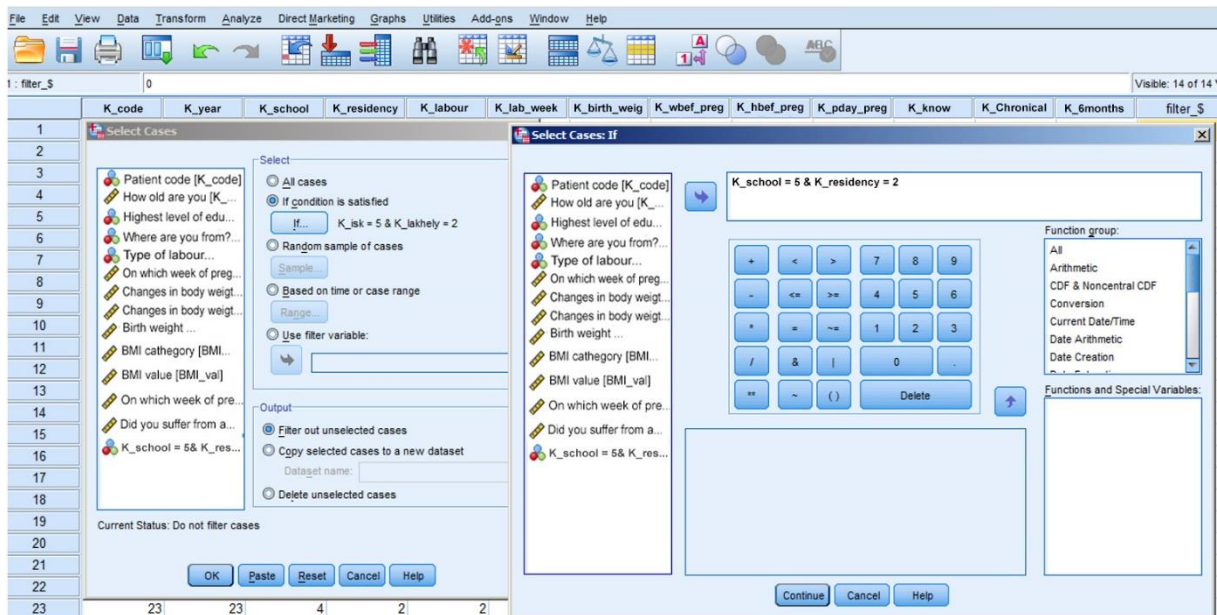 File Edit View Data Transform Analyze Direct Marketing Graphs Utilities Add-ons Window Help
1 : filter_$ 0 Visible: 14 of 14
K_code K_year K_school K_residency K_labour K_lab_week K_birth_weig K_wbef_preg K_hbef_preg K_pday_preg K_know K_Chronical K_6months filter_$
1
2
3
4
5
6
7
8
9
10
11
12
13
14
15
16
17
18
19
20
21
22
23 23 23 4 2 2
Select Cases
Patient code [K_code]
How old are you [K_...
Highest level of edu...
Where are you from?...
Type of labour...
On which week of preg...
Changes in body weigt...
Changes in body weigt...
Birth weight ...
BMI cathegory [BMI...
BMI value [BMI_val]
On which week of pre...
Did you suffer from a...
K_school = 5& K_res...
Select
All cases
If condition is satisfied
If... K_isk = 5 & K_lakhely = 2
Random sample of cases
Sample...
Based on time or case range
Range...
Use filter variable:
Output
Filter out unselected cases
Copy selected cases to a new dataset
Dataset name:
Delete unselected cases
Current Status: Do not filter cases
OK Paste Reset Cancel Help
Select Cases: If
Patient code [K_code]
How old are you [K_...
Highest level of edu...
Where are you from?...
Type of labour...
On which week of preg...
Changes in body weigt...
Changes in body weigt...
Birth weight ...
BMI cathegory [BMI...
BMI value [BMI_val]
On which week of pre...
Did you suffer from a...
K_school = 5& K_res...
K_school = 5 & K_residency = 2
+ < > 7 8 9
- <= >= 4 5 6
* = ~= 1 2 3
/ & | 0 .
** ~ ( ) Delete
Function group:
All
Arithmetic
CDF & Noncentral CDF
Conversion
Current Date/Time
Date Arithmetic
Date Creation
Functions and Special Variables:
Continue Cancel Help